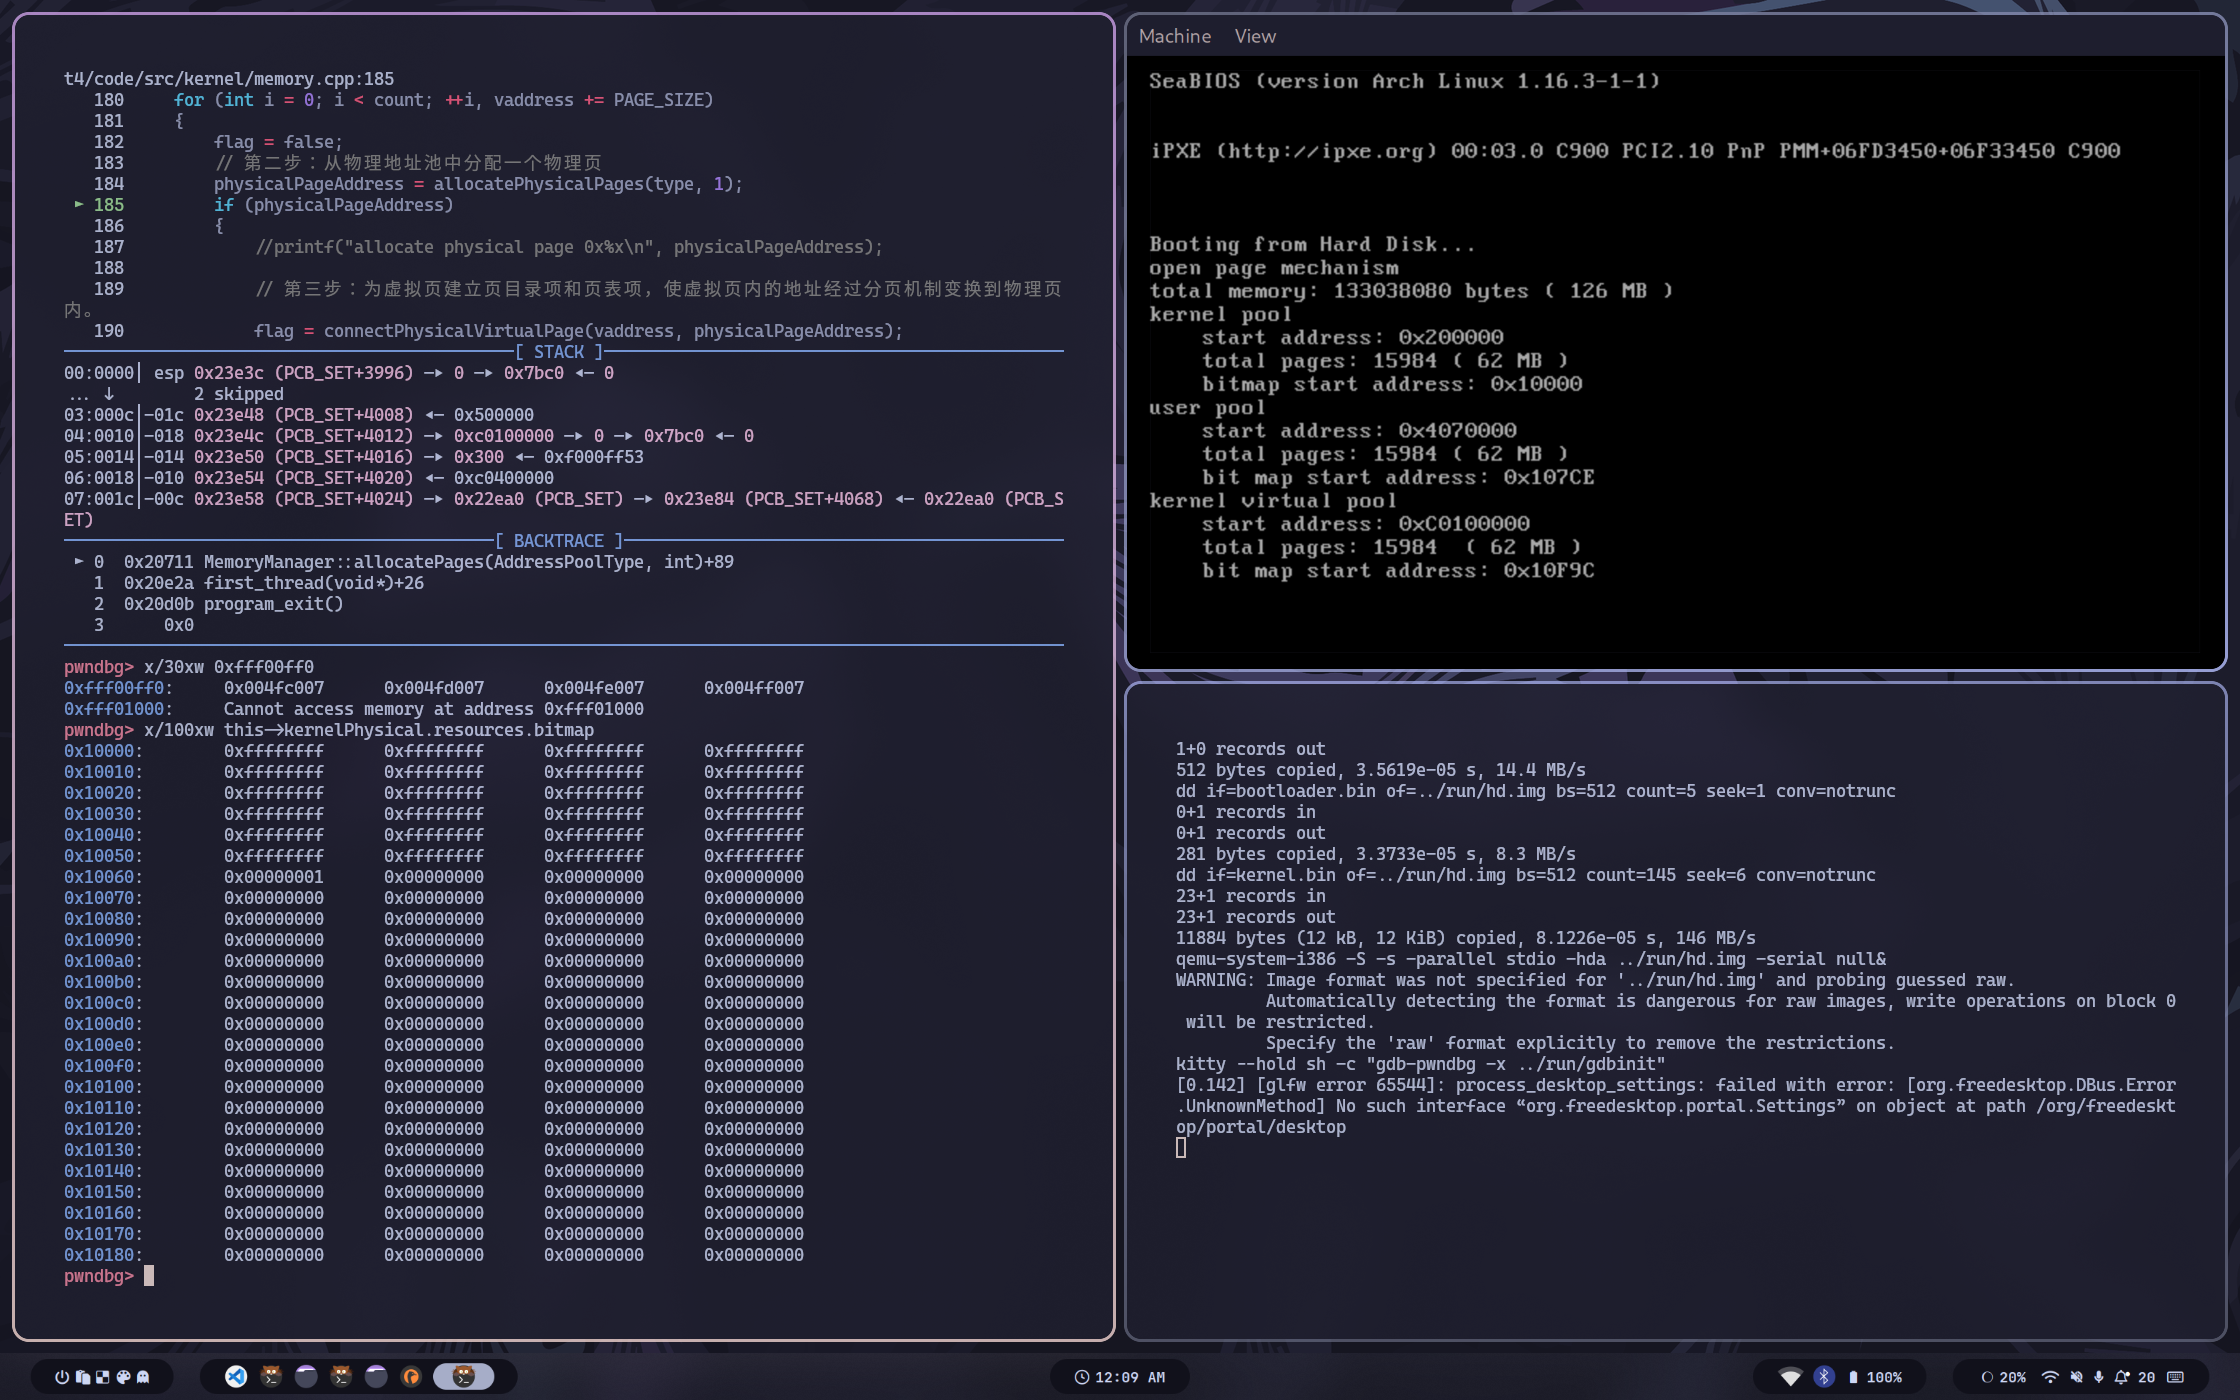 t4/code/src/kernel/memory.cpp:185
180     for (int i = 0; i < count; ++i, vaddress += PAGE_SIZE)
181     {
182         flag = false;
183         // 第二步：从物理地址池中分配一个物理页
184         physicalPageAddress = allocatePhysicalPages(type, 1);
► 185         if (physicalPageAddress)
186         {
187             //printf("allocate physical page 0x%x\n", physicalPageAddress);
188
189             // 第三步：为虚拟页建立页目录项和页表项，使虚拟页内的地址经过分页机制变换到物理页
内。
190             flag = connectPhysicalVirtualPage(vaddress, physicalPageAddress);
[ STACK ]
00:0000│ esp 0x23e3c (PCB_SET+3996) —▸ 0 —▸ 0x7bc0 ◂— 0
... ↓        2 skipped
03:000c│-01c 0x23e48 (PCB_SET+4008) ◂— 0x500000
04:0010│-018 0x23e4c (PCB_SET+4012) —▸ 0xc0100000 —▸ 0 —▸ 0x7bc0 ◂— 0
05:0014│-014 0x23e50 (PCB_SET+4016) —▸ 0x300 ◂— 0xf000ff53
06:0018│-010 0x23e54 (PCB_SET+4020) ◂— 0xc0400000
07:001c│-00c 0x23e58 (PCB_SET+4024) —▸ 0x22ea0 (PCB_SET) —▸ 0x23e84 (PCB_SET+4068) ◂— 0x22ea0 (PCB_S
ET)
[ BACKTRACE ]
► 0  0x20711 MemoryManager::allocatePages(AddressPoolType, int)+89
1  0x20e2a first_thread(void*)+26
2  0x20d0b program_exit()
3      0x0
pwndbg> x/30xw 0xfff00ff0
0xfff00ff0:     0x004fc007      0x004fd007      0x004fe007      0x004ff007
0xfff01000:     Cannot access memory at address 0xfff01000
pwndbg> x/100xw this->kernelPhysical.resources.bitmap
0x10000:        0xffffffff      0xffffffff      0xffffffff      0xffffffff
0x10010:        0xffffffff      0xffffffff      0xffffffff      0xffffffff
0x10020:        0xffffffff      0xffffffff      0xffffffff      0xffffffff
0x10030:        0xffffffff      0xffffffff      0xffffffff      0xffffffff
0x10040:        0xffffffff      0xffffffff      0xffffffff      0xffffffff
0x10050:        0xffffffff      0xffffffff      0xffffffff      0xffffffff
0x10060:        0x00000001      0x00000000      0x00000000      0x00000000
0x10070:        0x00000000      0x00000000      0x00000000      0x00000000
0x10080:        0x00000000      0x00000000      0x00000000      0x00000000
0x10090:        0x00000000      0x00000000      0x00000000      0x00000000
0x100a0:        0x00000000      0x00000000      0x00000000      0x00000000
0x100b0:        0x00000000      0x00000000      0x00000000      0x00000000
0x100c0:        0x00000000      0x00000000      0x00000000      0x00000000
0x100d0:        0x00000000      0x00000000      0x00000000      0x00000000
0x100e0:        0x00000000      0x00000000      0x00000000      0x00000000
0x100f0:        0x00000000      0x00000000      0x00000000      0x00000000
0x10100:        0x00000000      0x00000000      0x00000000      0x00000000
0x10110:        0x00000000      0x00000000      0x00000000      0x00000000
0x10120:        0x00000000      0x00000000      0x00000000      0x00000000
0x10130:        0x00000000      0x00000000      0x00000000      0x00000000
0x10140:        0x00000000      0x00000000      0x00000000      0x00000000
0x10150:        0x00000000      0x00000000      0x00000000      0x00000000
0x10160:        0x00000000      0x00000000      0x00000000      0x00000000
0x10170:        0x00000000      0x00000000      0x00000000      0x00000000
0x10180:        0x00000000      0x00000000      0x00000000      0x00000000
pwndbg>
Machine View
SeaBIOS (version Arch Linux 1.16.3-1-1)
iPXE (http://ipxe.org) 00:03.0 C900 PCI2.10 PnP PMM+06FD3450+06F33450 C900
Booting from Hard Disk...
open page mechanism
total memory: 133038080 bytes ( 126 MB )
kernel pool
    start address: 0x200000
    total pages: 15984 ( 62 MB )
    bitmap start address: 0x10000
user pool
    start address: 0x4070000
    total pages: 15984 ( 62 MB )
    bit map start address: 0x107CE
kernel virtual pool
    start address: 0xC0100000
    total pages: 15984  ( 62 MB )
    bit map start address: 0x10F9C
1+0 records out
512 bytes copied, 3.5619e-05 s, 14.4 MB/s
dd if=bootloader.bin of=../run/hd.img bs=512 count=5 seek=1 conv=notrunc
0+1 records in
0+1 records out
281 bytes copied, 3.3733e-05 s, 8.3 MB/s
dd if=kernel.bin of=../run/hd.img bs=512 count=145 seek=6 conv=notrunc
23+1 records in
23+1 records out
11884 bytes (12 kB, 12 KiB) copied, 8.1226e-05 s, 146 MB/s
qemu-system-i386 -S -s -parallel stdio -hda ../run/hd.img -serial null&
WARNING: Image format was not specified for '../run/hd.img' and probing guessed raw.
         Automatically detecting the format is dangerous for raw images, write operations on block 0
 will be restricted.
         Specify the 'raw' format explicitly to remove the restrictions.
kitty --hold sh -c "gdb-pwndbg -x ../run/gdbinit"
[0.142] [glfw error 65544]: process_desktop_settings: failed with error: [org.freedesktop.DBus.Error
.UnknownMethod] No such interface “org.freedesktop.portal.Settings” on object at path /org/freedeskt
op/portal/desktop
12:09 AM
100%
20%
20